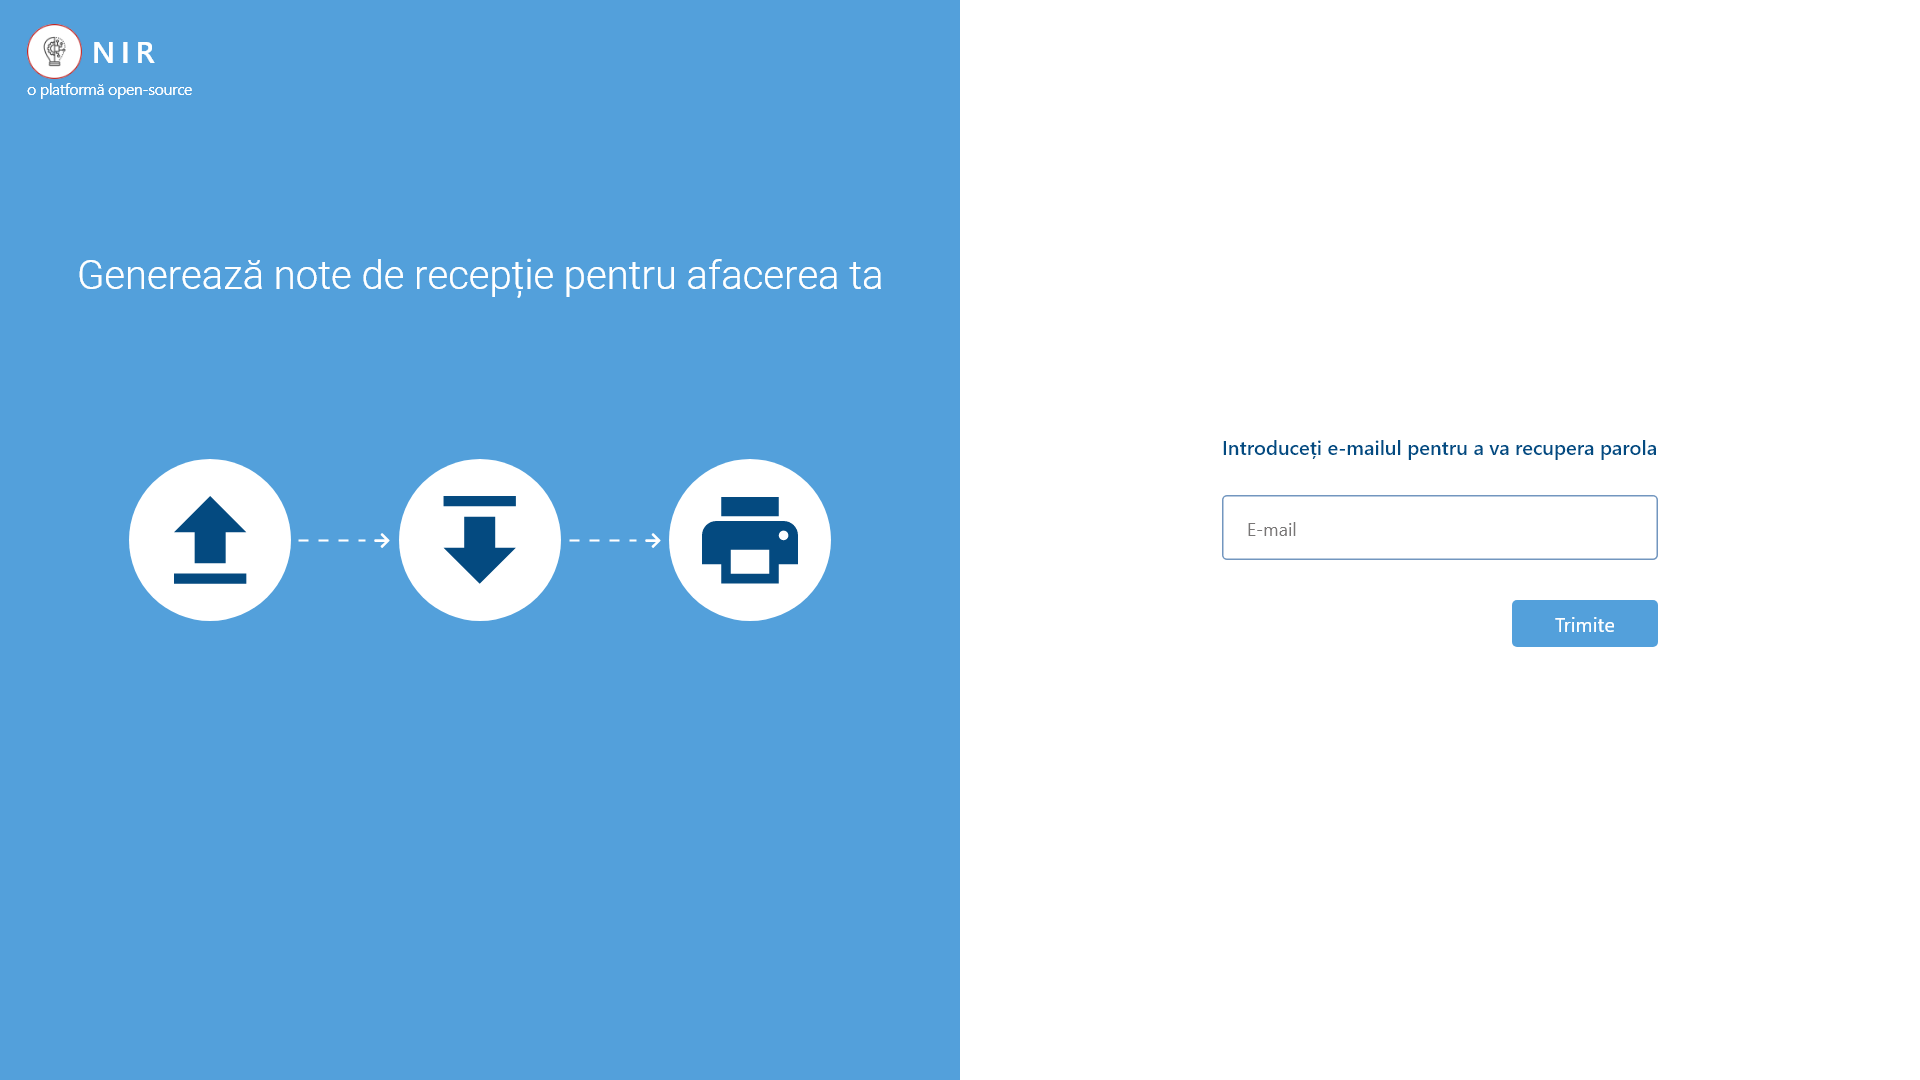 NIR
o platformă open-source
Generează note de recepție pentru afacerea ta
Introduceți e-mailul pentru a va recupera parola
E-mail
Trimite